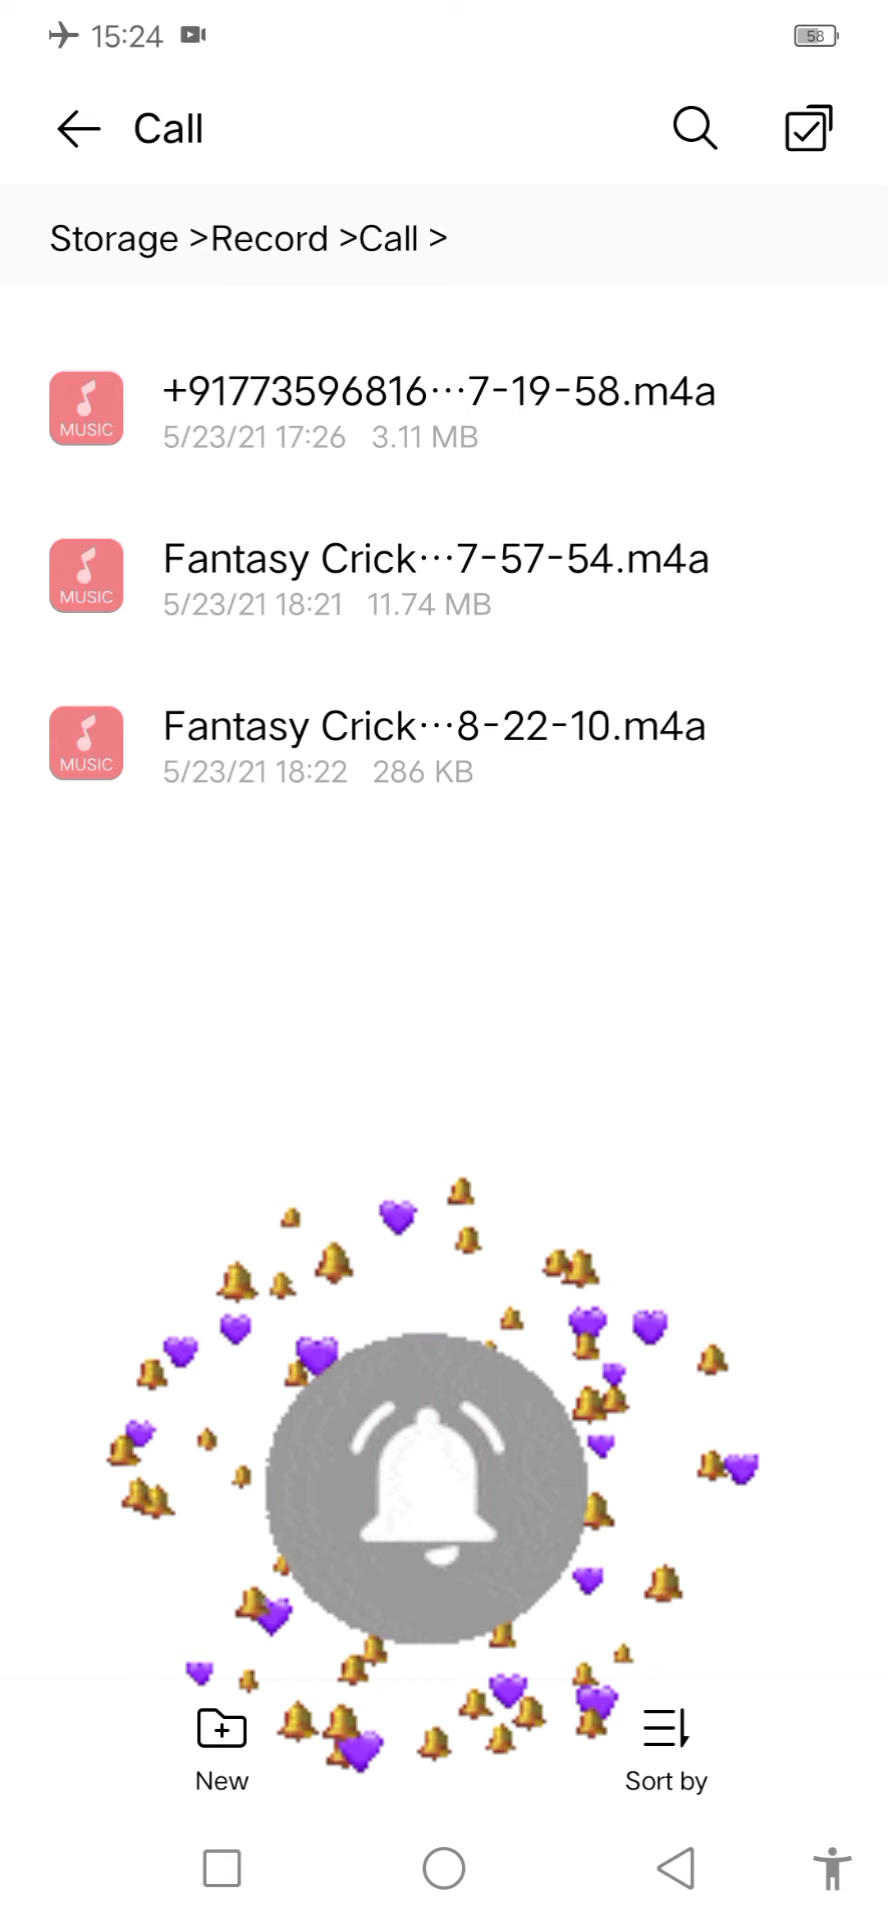 15:24
58
Call
Storage >Record >Call >
+91773596816···7-19-58.m4a
MUSIC
5/23/21 17:26 3.11 MB
Fantasy Crick···7-57-54.m4a
MUSIC
5/23/21 18:21 11.74 MB
Fantasy Crick···8-22-10.m4a
MUSIC
5/23/21 18:22 286 KB
New
Sort by